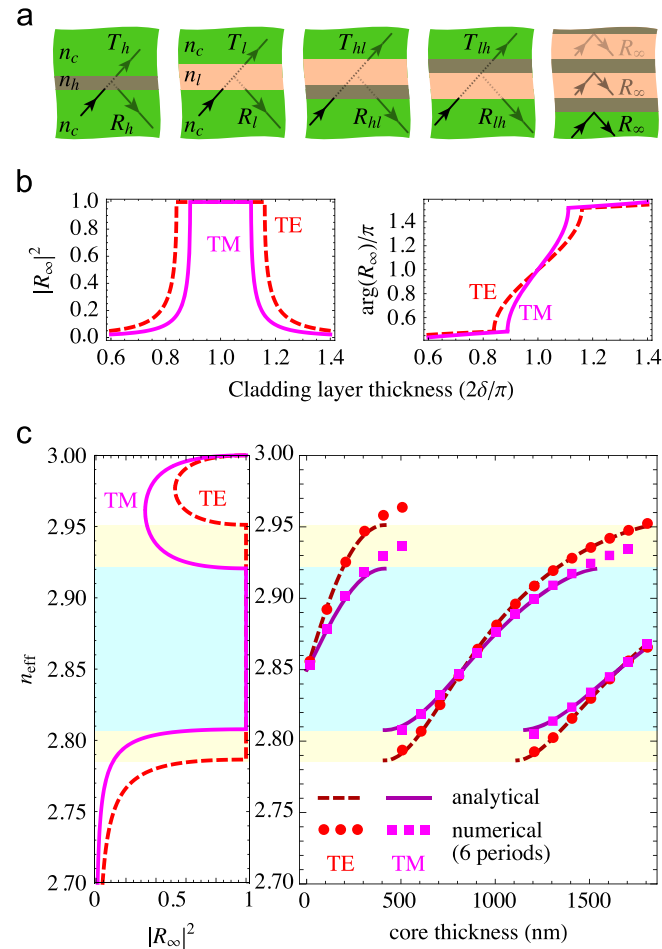 a
n_c T_h n_c T_l T_hl T_lh R_∞
n_h n_l R_∞
n_c R_h n_c R_l R_hl R_lh R_∞
b
|R_∞|^2
1.0
0.8
0.6
0.4
0.2
0.0
TE
TM
0.6 0.8 1.0 1.2 1.4
arg(R_∞)/π
1.4
1.2
1.0
0.8
0.6
TE
TM
0.6 0.8 1.0 1.2 1.4
Cladding layer thickness (2δ/π)
c
n_eff
3.00
2.95
2.90
2.85
2.80
2.75
2.70
TM TE
0 0.5 1
|R_∞|^2
3.00
2.95
2.90
2.85
2.80
2.75
2.70
analytical
numerical
(6 periods)
TE TM
0 500 1000 1500
core thickness (nm)